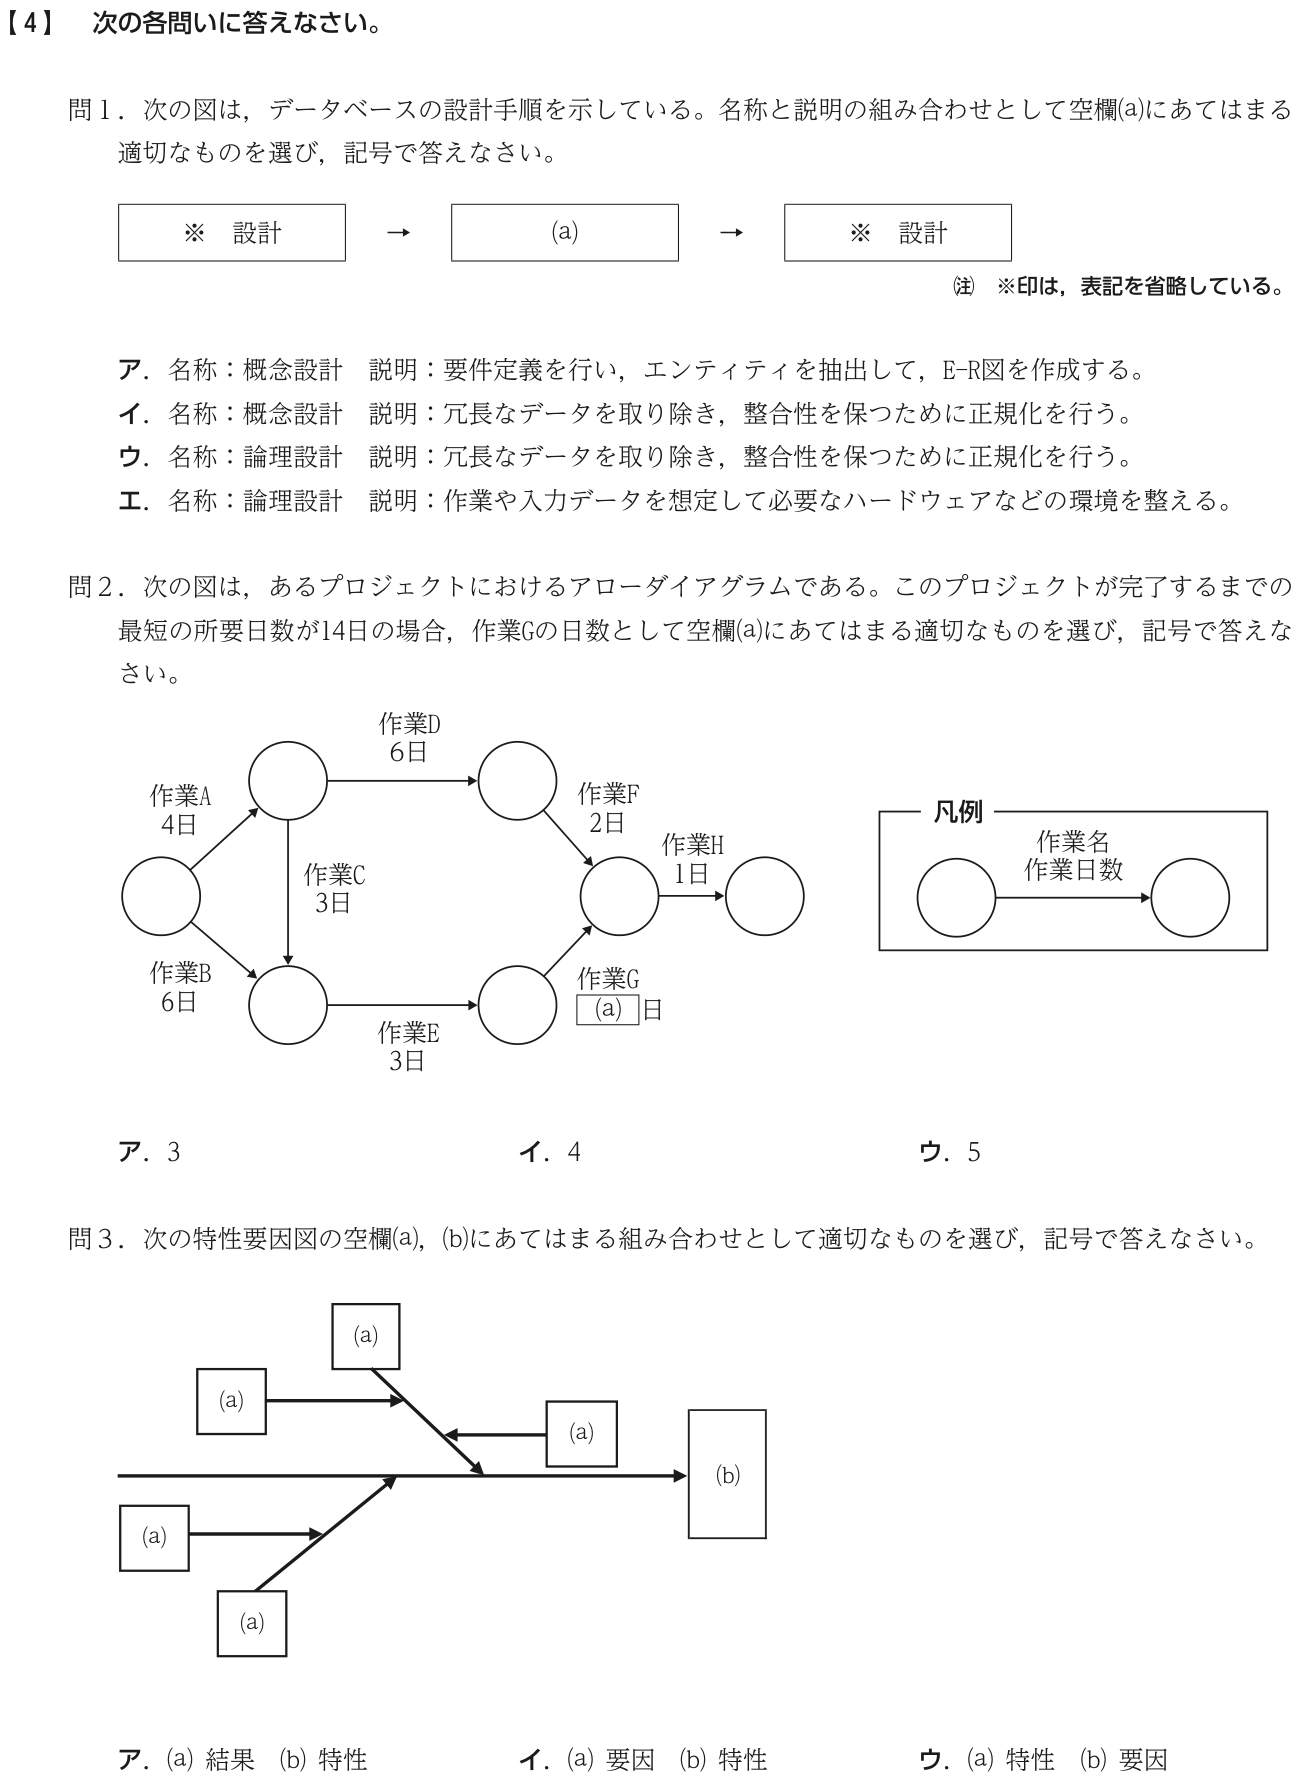 【４】　次の各問いに答えなさい。
問１．次の図は，データベースの設計手順を示している。名称と説明の組み合わせとして空欄(a)にあてはまる
適切なものを選び，記号で答えなさい。
※　設計　→　(a)　→　※　設計
㊟　※印は，表記を省略している。
ア．名称：概念設計　説明：要件定義を行い，エンティティを抽出して，E-R図を作成する。
イ．名称：概念設計　説明：冗長なデータを取り除き，整合性を保つために正規化を行う。
ウ．名称：論理設計　説明：冗長なデータを取り除き，整合性を保つために正規化を行う。
エ．名称：論理設計　説明：作業や入力データを想定して必要なハードウェアなどの環境を整える。
問２．次の図は，あるプロジェクトにおけるアローダイアグラムである。このプロジェクトが完了するまでの
最短の所要日数が14日の場合，作業Gの日数として空欄(a)にあてはまる適切なものを選び，記号で答えな
さい。
作業D
6日
作業A
4日
作業F
2日
作業H
1日
作業C
3日
作業B
6日
作業G
(a)日
作業E
3日
凡例
作業名
作業日数
ア．3　イ．4　ウ．5
問３．次の特性要因図の空欄(a)，(b)にあてはまる組み合わせとして適切なものを選び，記号で答えなさい。
(a)
(a)
(a)
(b)
(a)
(a)
ア．(a) 結果　(b) 特性　イ．(a) 要因　(b) 特性　ウ．(a) 特性　(b) 要因